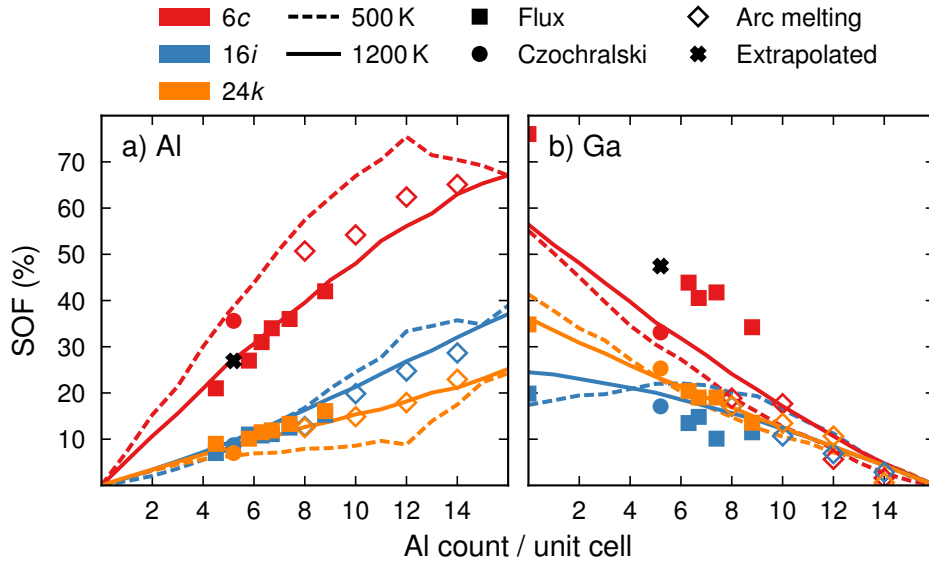 6c 500 K Flux Arc melting
16i 1200 K Czochralski Extrapolated
24k
a) Al b) Ga
70
60
50
40
30
20
10
SOF (%)
2 4 6 8 10 12 14 2 4 6 8 10 12 14
Al count / unit cell